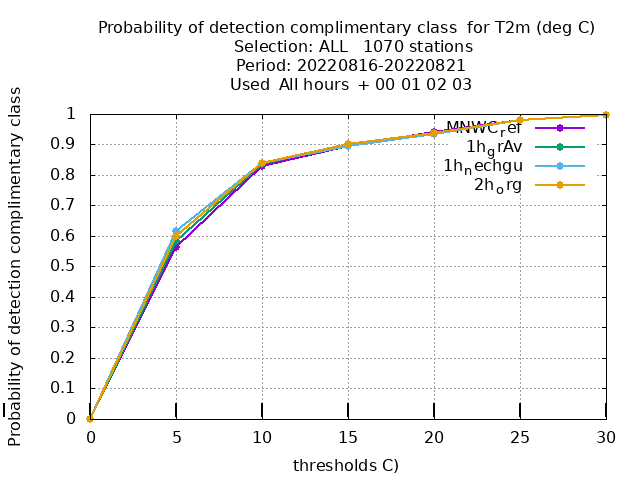 Probability of detection complimentary class  for T2m (deg C)
Selection: ALL   1070 stations
Period: 20220816-20220821
Used  All hours  + 00 01 02 03
Probability of detection complimentary class
1
0.9
0.8
0.7
0.6
0.5
0.4
0.3
0.2
0.1
0
MNWC_ref
1h_grAv
1h_nechgu
2h_org
0 5 10 15 20 25 30
thresholds C)